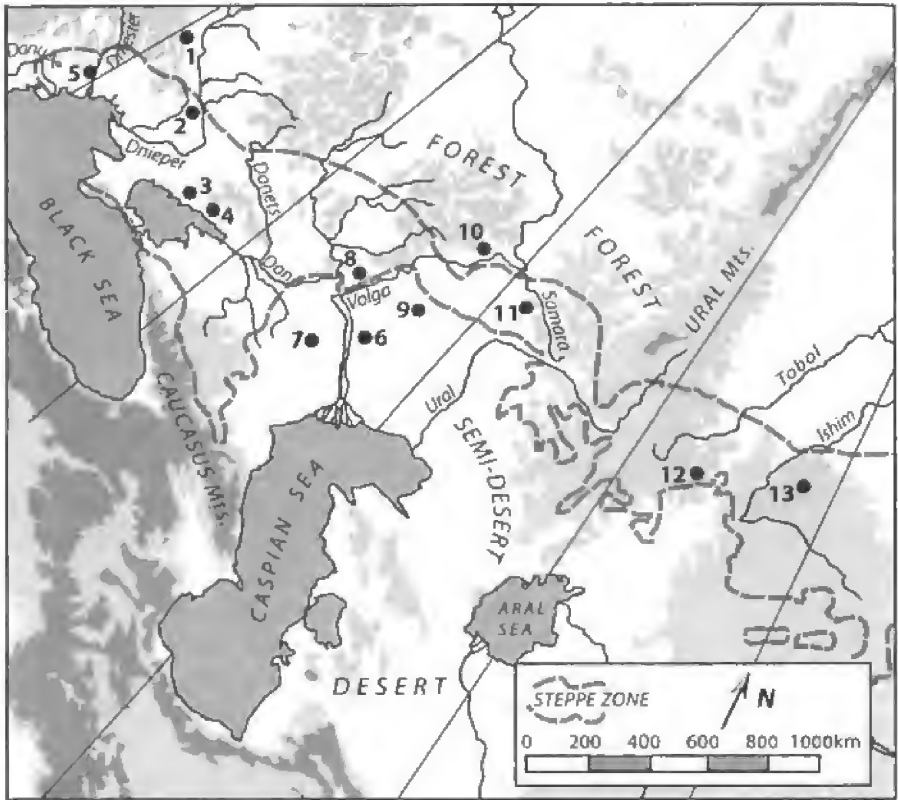 Dniester
1
5
2
Dnieper
Donets
FOREST
3
4
BLACK SEA
10
FOREST
URAL Mts.
8
Don
Volga
9
11
Samara
7
6
Tobol
Ishim
CAUCASUS Mts.
Ural
SEMI-DESERT
12
13
CASPIAN SEA
ARAL
SEA
DESERT
STEPPE ZONE
N
0 200 400 600 800 1000km